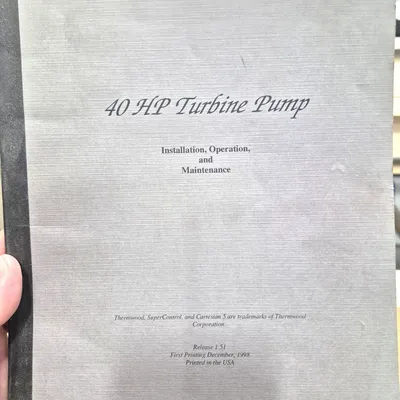 40 HP Turbine Pump
Installation, Operation,
and
Maintenance
Thermwood, SuperControl, and Cartesian 5 are trademarks of Thermwood
Corporation.
Release 1.51
First Printing December, 1998
Printed in the USA